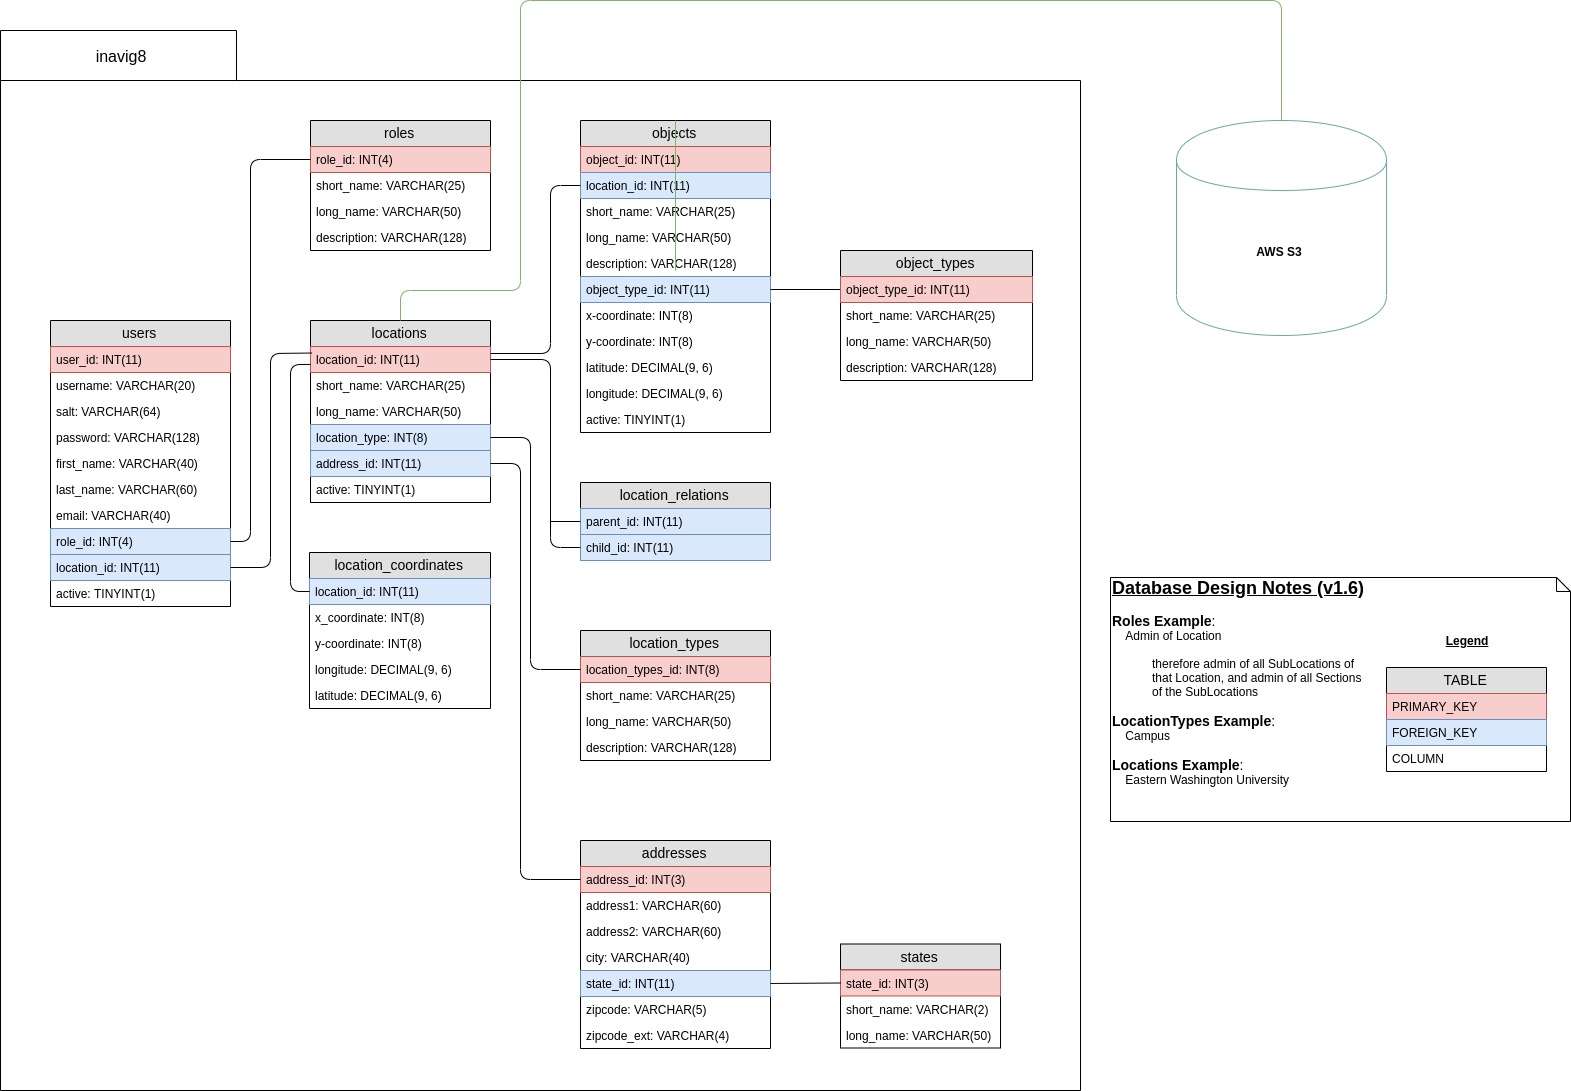 inavig8
roles
role_id: INT(4)
short_name: VARCHAR(25)
long_name: VARCHAR(50)
description: VARCHAR(128)
objects
object_id: INT(11)
location_id: INT(11)
short_name: VARCHAR(25)
long_name: VARCHAR(50)
description: VARCHAR(128)
object_type_id: INT(11)
x-coordinate: INT(8)
y-coordinate: INT(8)
latitude: DECIMAL(9, 6)
longitude: DECIMAL(9, 6)
active: TINYINT(1)
object_types
object_type_id: INT(11)
short_name: VARCHAR(25)
long_name: VARCHAR(50)
description: VARCHAR(128)
AWS S3
users
user_id: INT(11)
username: VARCHAR(20)
salt: VARCHAR(64)
password: VARCHAR(128)
first_name: VARCHAR(40)
last_name: VARCHAR(60)
email: VARCHAR(40)
role_id: INT(4)
location_id: INT(11)
active: TINYINT(1)
locations
location_id: INT(11)
short_name: VARCHAR(25)
long_name: VARCHAR(50)
location_type: INT(8)
address_id: INT(11)
active: TINYINT(1)
location_relations
parent_id: INT(11)
child_id: INT(11)
location_coordinates
location_id: INT(11)
x_coordinate: INT(8)
y-coordinate: INT(8)
longitude: DECIMAL(9, 6)
latitude: DECIMAL(9, 6)
location_types
location_types_id: INT(8)
short_name: VARCHAR(25)
long_name: VARCHAR(50)
description: VARCHAR(128)
addresses
address_id: INT(3)
address1: VARCHAR(60)
address2: VARCHAR(60)
city: VARCHAR(40)
state_id: INT(11)
zipcode: VARCHAR(5)
zipcode_ext: VARCHAR(4)
states
state_id: INT(3)
short_name: VARCHAR(2)
long_name: VARCHAR(50)
Database Design Notes (v1.6)
Roles Example:
Admin of Location
therefore admin of all SubLocations of
that Location, and admin of all Sections
of the SubLocations
LocationTypes Example:
Campus
Locations Example:
Eastern Washington University
Legend
TABLE
PRIMARY_KEY
FOREIGN_KEY
COLUMN